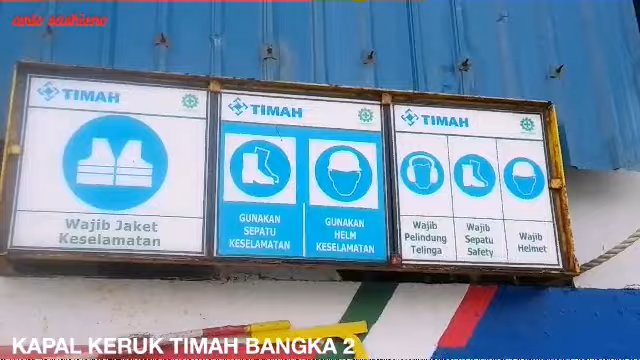 anto sashieno
TIMAH
Wajib Jaket
Keselamatan
TIMAH
GUNAKAN
SEPATU
KESELAMATAN
GUNAKAN
HELM
KESELAMATAN
TIMAH
Wajib
Pelindung
Telinga
Wajib
Sepatu
Safety
Wajib
Helmet
KAPAL KERUK TIMAH BANGKA 2